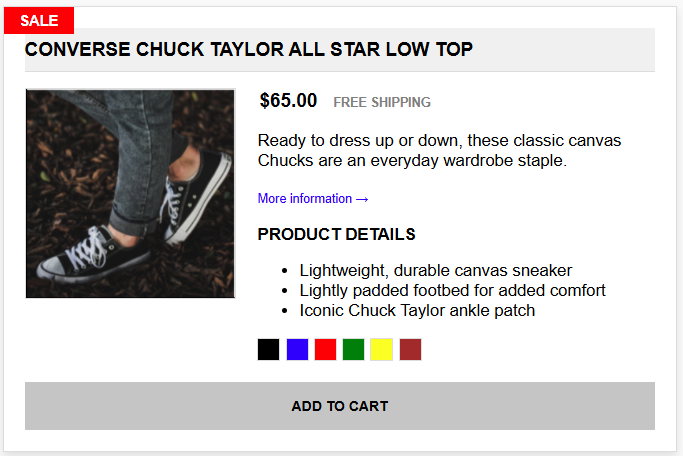 SALE
CONVERSE CHUCK TAYLOR ALL STAR LOW TOP
$65.00 FREE SHIPPING
Ready to dress up or down, these classic canvas
Chucks are an everyday wardrobe staple.
More information →
PRODUCT DETAILS
• Lightweight, durable canvas sneaker
• Lightly padded footbed for added comfort
• Iconic Chuck Taylor ankle patch
ADD TO CART